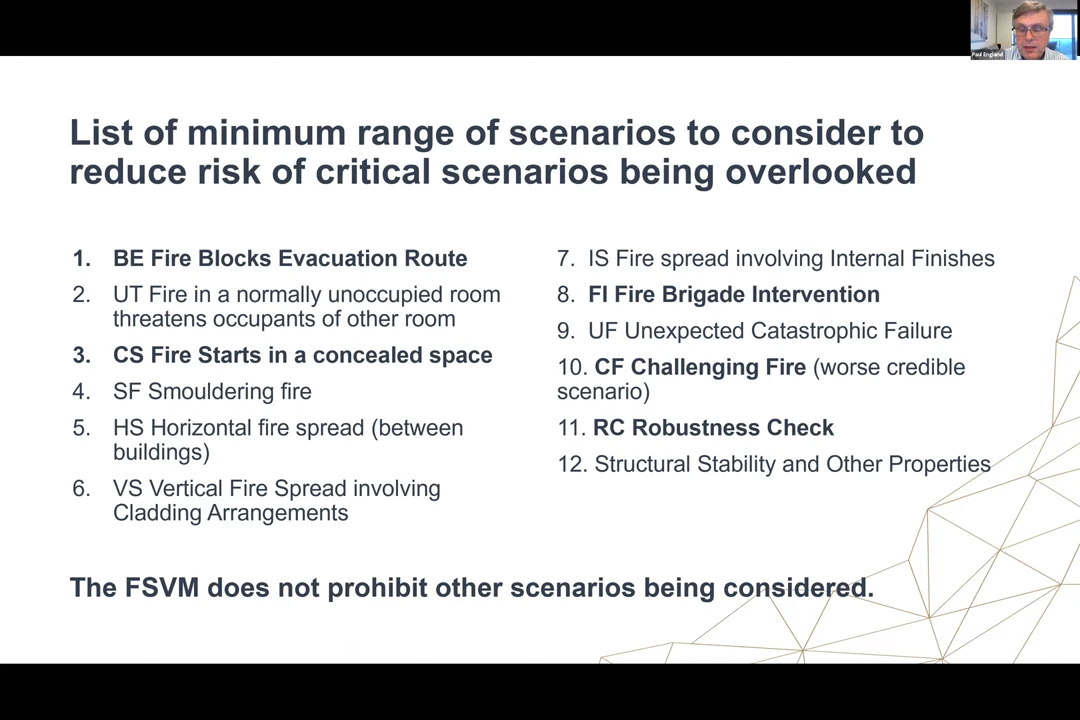 Paul England
List of minimum range of scenarios to consider to
reduce risk of critical scenarios being overlooked
1. BE Fire Blocks Evacuation Route
2. UT Fire in a normally unoccupied room
threatens occupants of other room
3. CS Fire Starts in a concealed space
4. SF Smouldering fire
5. HS Horizontal fire spread (between
buildings)
6. VS Vertical Fire Spread involving
Cladding Arrangements
7. IS Fire spread involving Internal Finishes
8. FI Fire Brigade Intervention
9. UF Unexpected Catastrophic Failure
10. CF Challenging Fire (worse credible
scenario)
11. RC Robustness Check
12. Structural Stability and Other Properties
The FSVM does not prohibit other scenarios being considered.